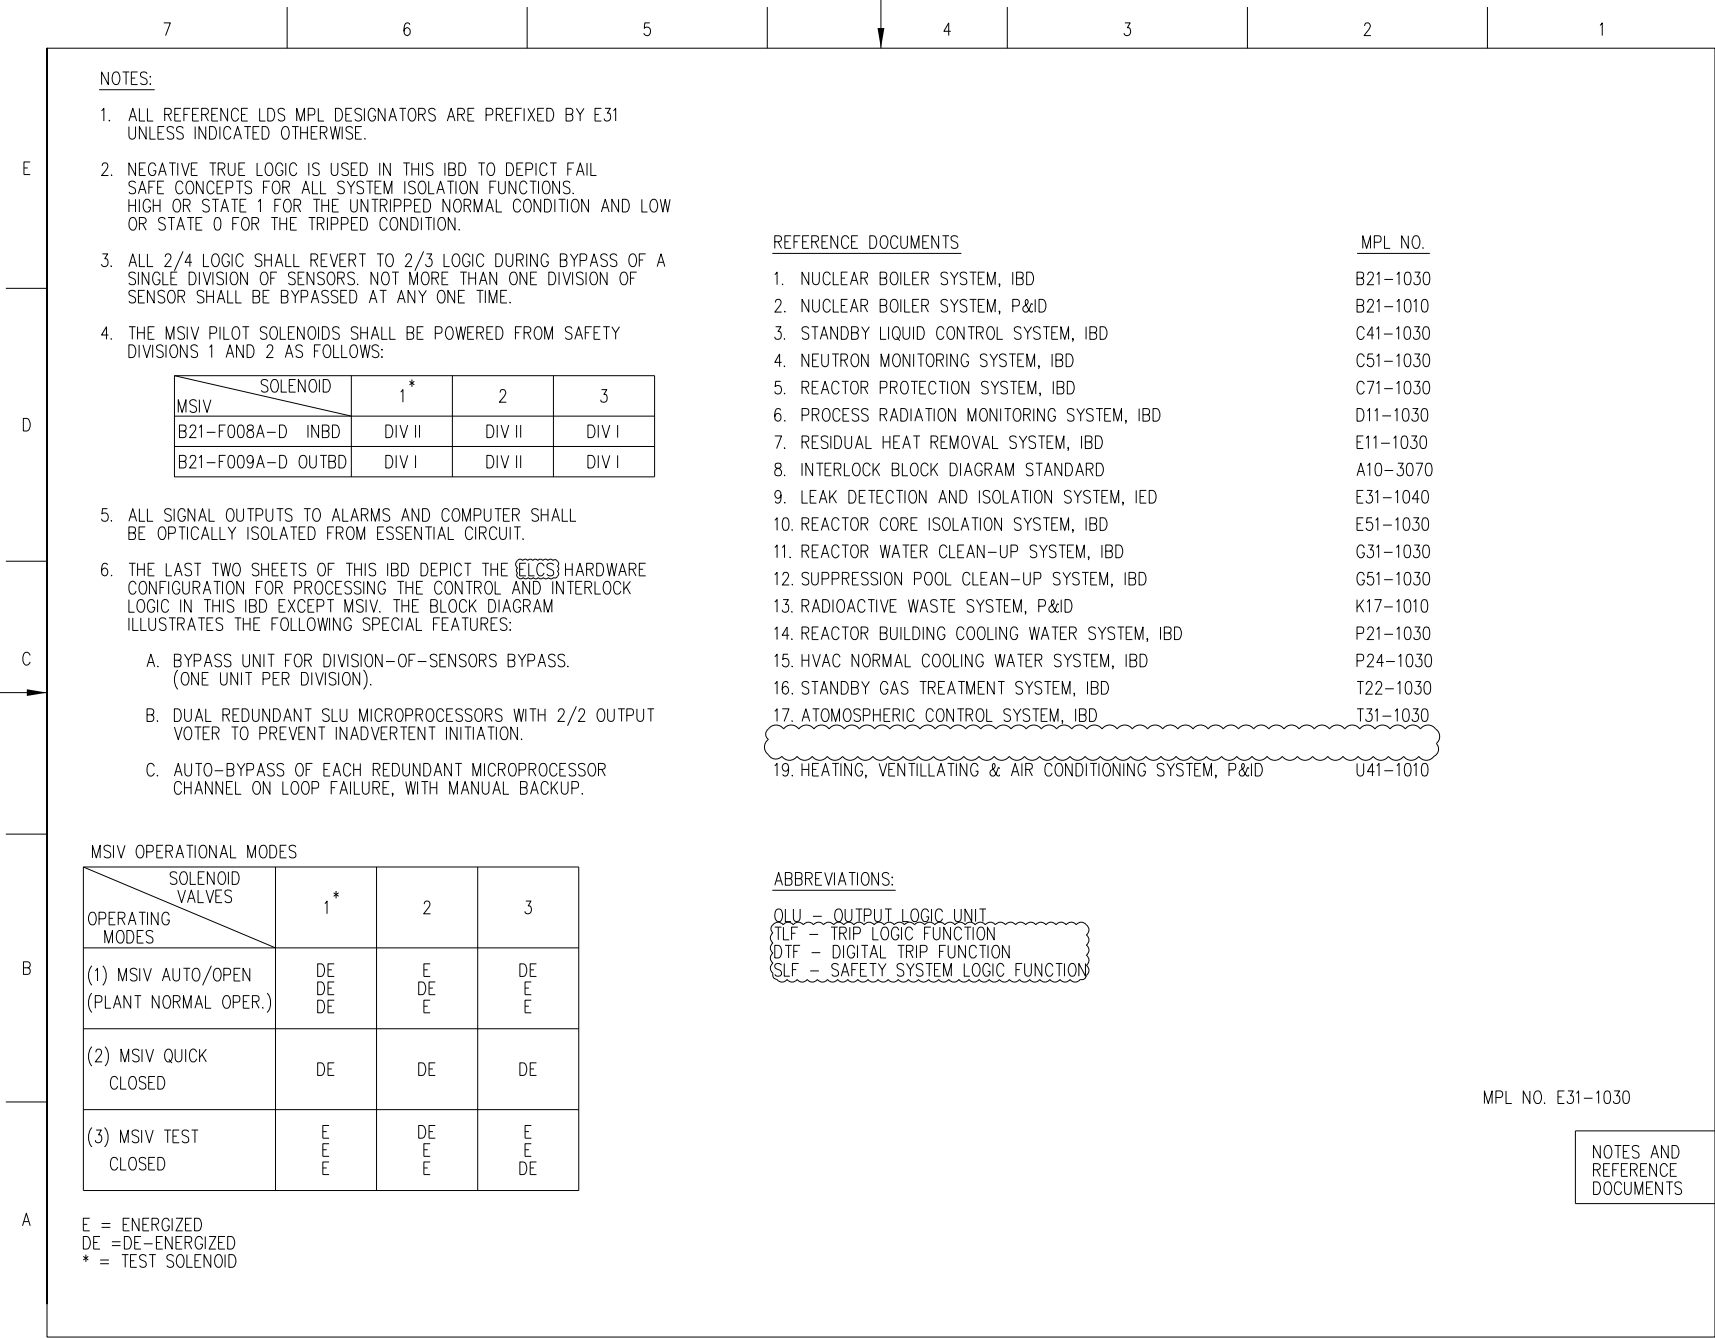 7 6 5 4 3 2 1
NOTES:
1. ALL REFERENCE LDS MPL DESIGNATORS ARE PREFIXED BY E31
UNLESS INDICATED OTHERWISE.
2. NEGATIVE TRUE LOGIC IS USED IN THIS IBD TO DEPICT FAIL
SAFE CONCEPTS FOR ALL SYSTEM ISOLATION FUNCTIONS.
HIGH OR STATE 1 FOR THE UNTRIPPED NORMAL CONDITION AND LOW
OR STATE 0 FOR THE TRIPPED CONDITION.
3. ALL 2/4 LOGIC SHALL REVERT TO 2/3 LOGIC DURING BYPASS OF A
SINGLE DIVISION OF SENSORS. NOT MORE THAN ONE DIVISION OF
SENSOR SHALL BE BYPASSED AT ANY ONE TIME.
4. THE MSIV PILOT SOLENOIDS SHALL BE POWERED FROM SAFETY
DIVISIONS 1 AND 2 AS FOLLOWS:
SOLENOID
MSIV
1* 2 3
B21-F008A-D INBD DIV II DIV II DIV I
B21-F009A-D OUTBD DIV I DIV II DIV I
5. ALL SIGNAL OUTPUTS TO ALARMS AND COMPUTER SHALL
BE OPTICALLY ISOLATED FROM ESSENTIAL CIRCUIT.
6. THE LAST TWO SHEETS OF THIS IBD DEPICT THE ELCS HARDWARE
CONFIGURATION FOR PROCESSING THE CONTROL AND INTERLOCK
LOGIC IN THIS IBD EXCEPT MSIV. THE BLOCK DIAGRAM
ILLUSTRATES THE FOLLOWING SPECIAL FEATURES:
A. BYPASS UNIT FOR DIVISION-OF-SENSORS BYPASS.
(ONE UNIT PER DIVISION).
B. DUAL REDUNDANT SLU MICROPROCESSORS WITH 2/2 OUTPUT
VOTER TO PREVENT INADVERTENT INITIATION.
C. AUTO-BYPASS OF EACH REDUNDANT MICROPROCESSOR
CHANNEL ON LOOP FAILURE, WITH MANUAL BACKUP.
MSIV OPERATIONAL MODES
SOLENOID
VALVES
OPERATING
MODES
1* 2 3
(1) MSIV AUTO/OPEN
(PLANT NORMAL OPER.)
DE E DE
DE DE E
DE E E
(2) MSIV QUICK
CLOSED
DE DE DE
(3) MSIV TEST
CLOSED
E DE E
E E E
E E DE
E = ENERGIZED
DE =DE-ENERGIZED
* = TEST SOLENOID
REFERENCE DOCUMENTS MPL NO.
1. NUCLEAR BOILER SYSTEM, IBD B21-1030
2. NUCLEAR BOILER SYSTEM, P&ID B21-1010
3. STANDBY LIQUID CONTROL SYSTEM, IBD C41-1030
4. NEUTRON MONITORING SYSTEM, IBD C51-1030
5. REACTOR PROTECTION SYSTEM, IBD C71-1030
6. PROCESS RADIATION MONITORING SYSTEM, IBD D11-1030
7. RESIDUAL HEAT REMOVAL SYSTEM, IBD E11-1030
8. INTERLOCK BLOCK DIAGRAM STANDARD A10-3070
9. LEAK DETECTION AND ISOLATION SYSTEM, IED E31-1040
10. REACTOR CORE ISOLATION SYSTEM, IBD E51-1030
11. REACTOR WATER CLEAN-UP SYSTEM, IBD G31-1030
12. SUPPRESSION POOL CLEAN-UP SYSTEM, IBD G51-1030
13. RADIOACTIVE WASTE SYSTEM, P&ID K17-1010
14. REACTOR BUILDING COOLING WATER SYSTEM, IBD P21-1030
15. HVAC NORMAL COOLING WATER SYSTEM, IBD P24-1030
16. STANDBY GAS TREATMENT SYSTEM, IBD T22-1030
17. ATOMOSPHERIC CONTROL SYSTEM, IBD T31-1030
19. HEATING, VENTILLATING & AIR CONDITIONING SYSTEM, P&ID U41-1010
ABBREVIATIONS:
OLU - OUTPUT LOGIC UNIT
TLF - TRIP LOGIC FUNCTION
DTF - DIGITAL TRIP FUNCTION
SLF - SAFETY SYSTEM LOGIC FUNCTION
MPL NO. E31-1030
NOTES AND
REFERENCE
DOCUMENTS
E
D
C
B
A